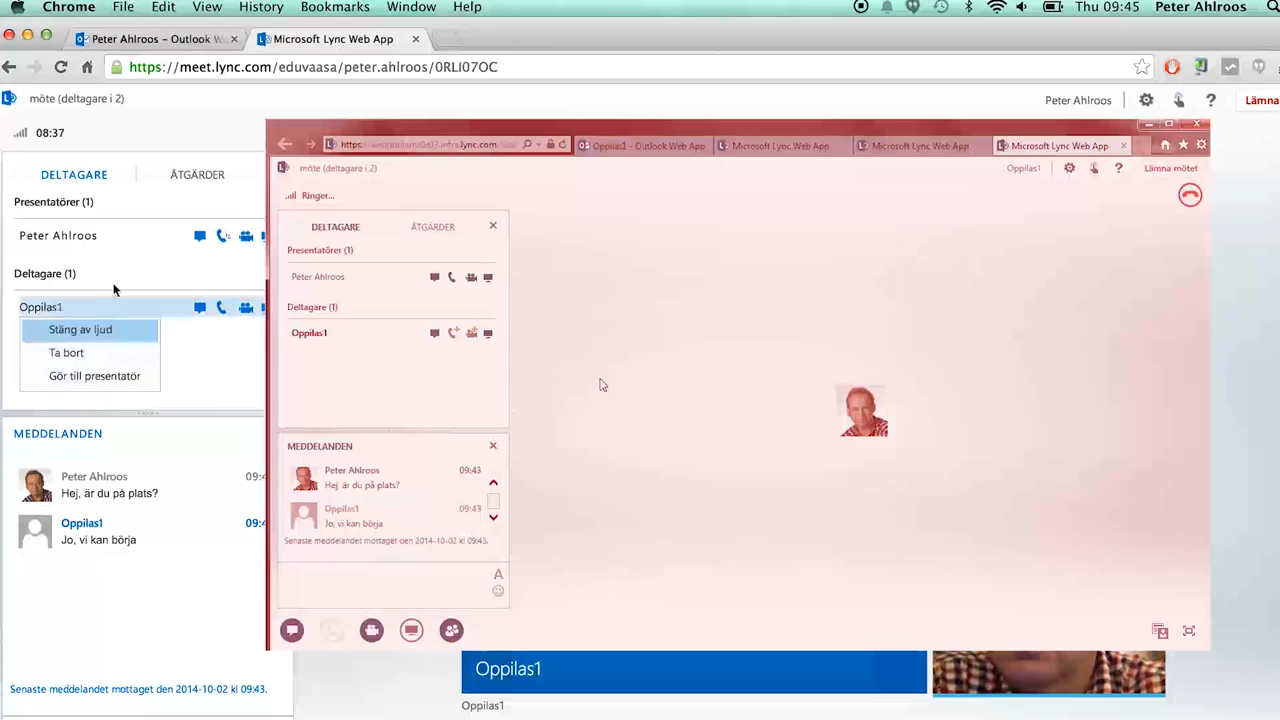 Chrome File Edit View History Bookmarks Window Help Thu 09:45 Peter Ahlroos
Peter Ahlroos – Outlook W
Microsoft Lync Web App
https://meet.lync.com/eduvaasa/peter.ahlroos/0RLI07OC
möte (deltagare i 2)
Peter Ahlroos
Lämna
08:37
DELTAGARE ÅTGÄRDER
Presentatörer (1)
Peter Ahlroos
Deltagare (1)
Oppilas1
Stäng av ljud
Ta bort
Gör till presentatör
MEDDELANDEN
Peter Ahlroos 09:4
Hej, är du på plats?
Oppilas1 09:4
Jo, vi kan börja
Senaste meddelandet mottaget den 2014-10-02 kl 09:43.
Oppilas1 - Outlook Web App
Microsoft Lync Web App
Microsoft Lync Web App
Microsoft Lync Web App
möte (deltagare i 2)
Oppilas1
Lämna mötet
Ringer...
DELTAGARE ÅTGÄRDER
Presentatörer (1)
Peter Ahlroos
Deltagare (1)
Oppilas1
MEDDELANDEN
Peter Ahlroos 09:43
Hej, är du på plats?
Oppilas1 09:43
Jo, vi kan börja
Senaste meddelandet mottaget den 2014-10-02 kl 09:43.
A
Oppilas1
Oppilas1